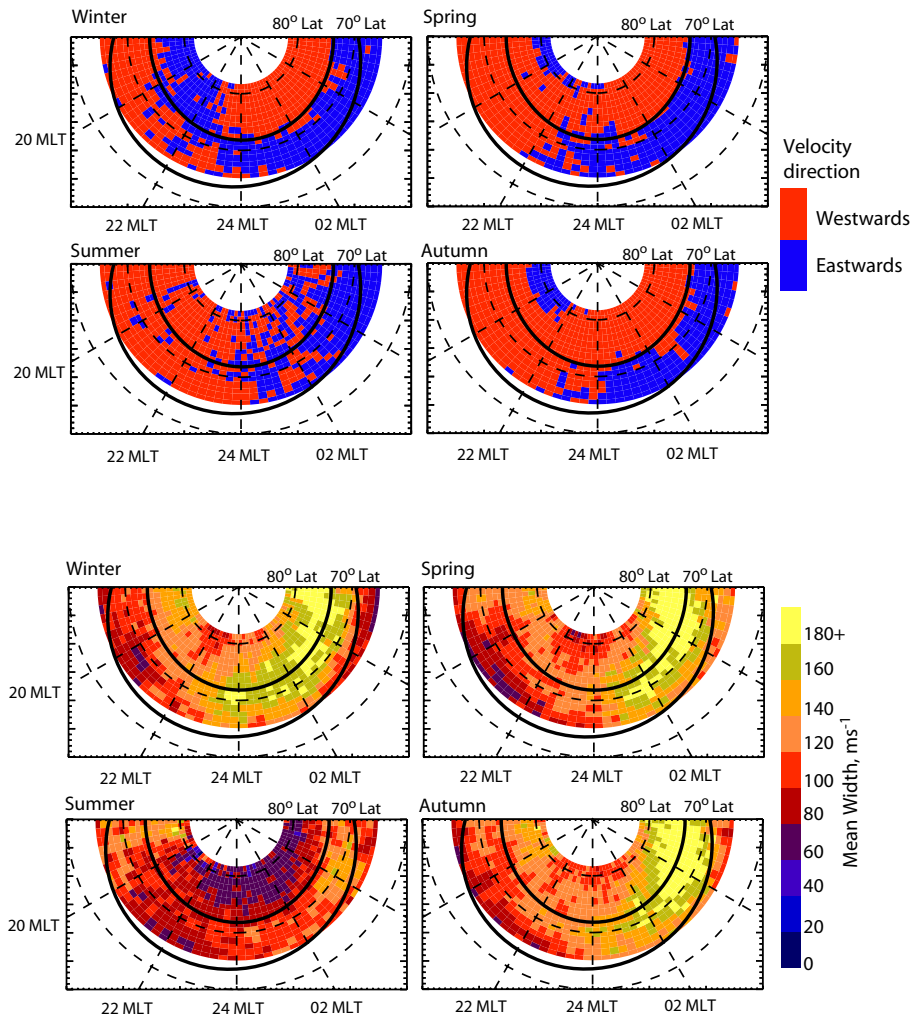 Winter
80° Lat
70° Lat
20 MLT
22 MLT
24 MLT
02 MLT
Spring
80° Lat
70° Lat
22 MLT
24 MLT
02 MLT
Velocity
direction
Westwards
Eastwards
Summer
80° Lat
70° Lat
20 MLT
22 MLT
24 MLT
02 MLT
Autumn
80° Lat
70° Lat
22 MLT
24 MLT
02 MLT
Winter
80° Lat
70° Lat
20 MLT
22 MLT
24 MLT
02 MLT
Spring
80° Lat
70° Lat
22 MLT
24 MLT
02 MLT
Summer
80° Lat
70° Lat
20 MLT
22 MLT
24 MLT
02 MLT
Autumn
80° Lat
70° Lat
22 MLT
24 MLT
02 MLT
180+
160
140
120
100
80
60
40
20
0
Mean Width, ms⁻¹